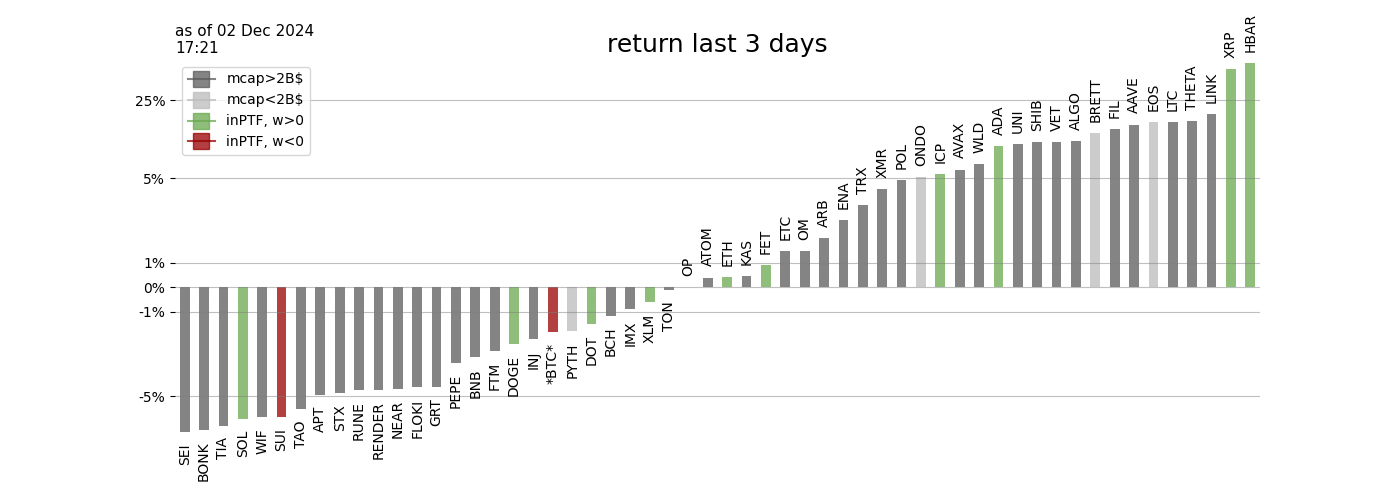 as of 02 Dec 2024
17:21
return last 3 days
mcap>2B$
mcap<2B$
inPTF, w>0
inPTF, w<0
25%
5%
1%
0%
-1%
-5%
SEI
BONK
TIA
SOL
WIF
SUI
TAO
APT
STX
RUNE
RENDER
NEAR
FLOKI
GRT
PEPE
BNB
FTM
DOGE
INJ
*BTC*
PYTH
DOT
BCH
IMX
XLM
TON
OP
ATOM
ETH
KAS
FET
ETC
OM
ARB
ENA
TRX
XMR
POL
ONDO
ICP
AVAX
WLD
ADA
UNI
SHIB
VET
ALGO
BRETT
FIL
AAVE
EOS
LTC
THETA
LINK
XRP
HBAR